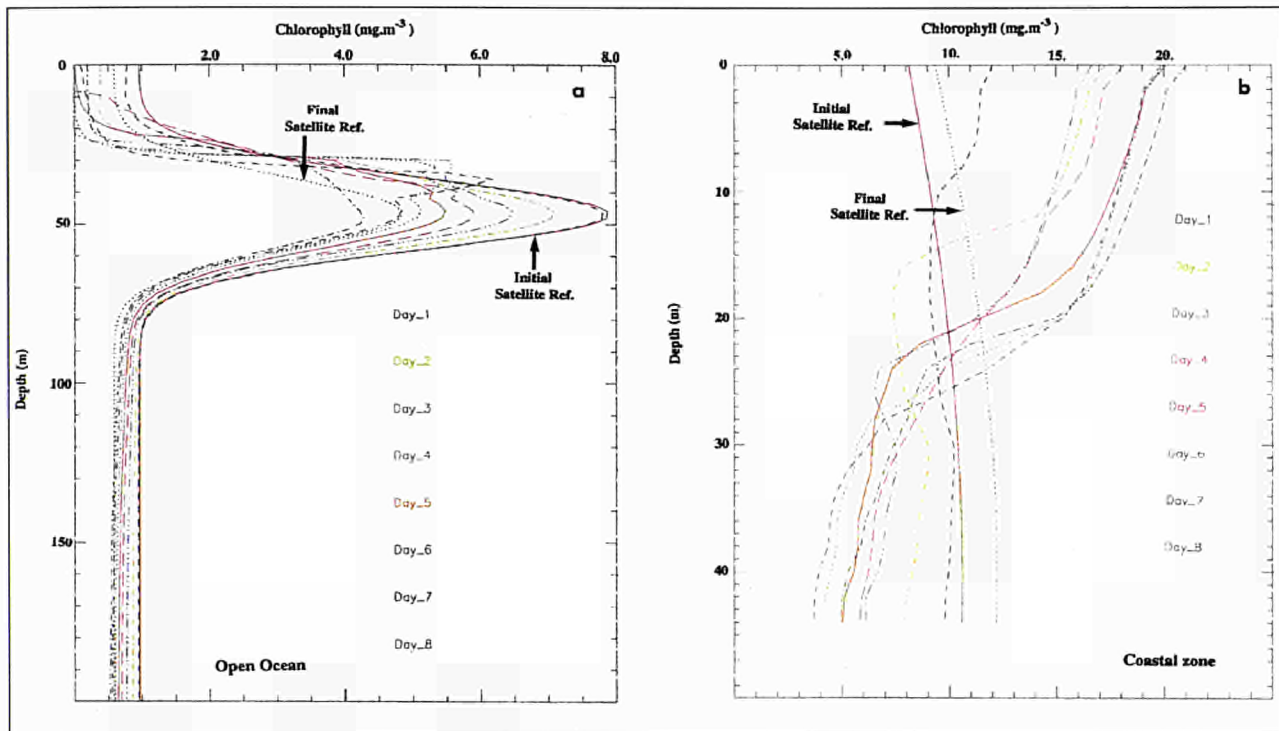 Chlorophyll (mg.m⁻³)
2.0 4.0 6.0 8.0
0
50
100
150
Depth (m)
a
Final
Satellite Ref.
Initial
Satellite Ref.
Day_1
Day_2
Day_3
Day_4
Day_5
Day_6
Day_7
Day_8
Open Ocean
Chlorophyll (mg.m⁻³)
5.0 10. 15. 20.
0
10
20
30
40
Depth (m)
b
Initial
Satellite Ref.
Final
Satellite Ref.
Day_1
Day_2
Day_3
Day_4
Day_5
Day_6
Day_7
Day_8
Coastal zone